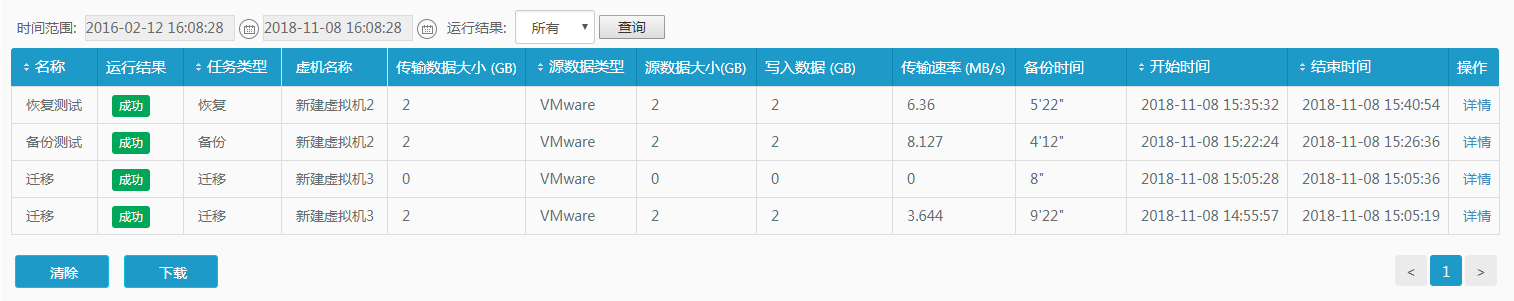 时间范围: 2016-02-12 16:08:28 2018-11-08 16:08:28 运行结果: 所有 查询
名称 运行结果 任务类型 虚机名称 传输数据大小 (GB) 源数据类型 源数据大小(GB) 写入数据 (GB) 传输速率 (MB/s) 备份时间 开始时间 结束时间 操作
恢复测试 成功 恢复 新建虚拟机2 2 VMware 2 2 6.36 5'22" 2018-11-08 15:35:32 2018-11-08 15:40:54 详情
备份测试 成功 备份 新建虚拟机2 2 VMware 2 2 8.127 4'12" 2018-11-08 15:22:24 2018-11-08 15:26:36 详情
迁移 成功 迁移 新建虚拟机3 0 VMware 0 0 0 8" 2018-11-08 15:05:28 2018-11-08 15:05:36 详情
迁移 成功 迁移 新建虚拟机3 2 VMware 2 2 3.644 9'22" 2018-11-08 14:55:57 2018-11-08 15:05:19 详情
清除 下载 < 1 >